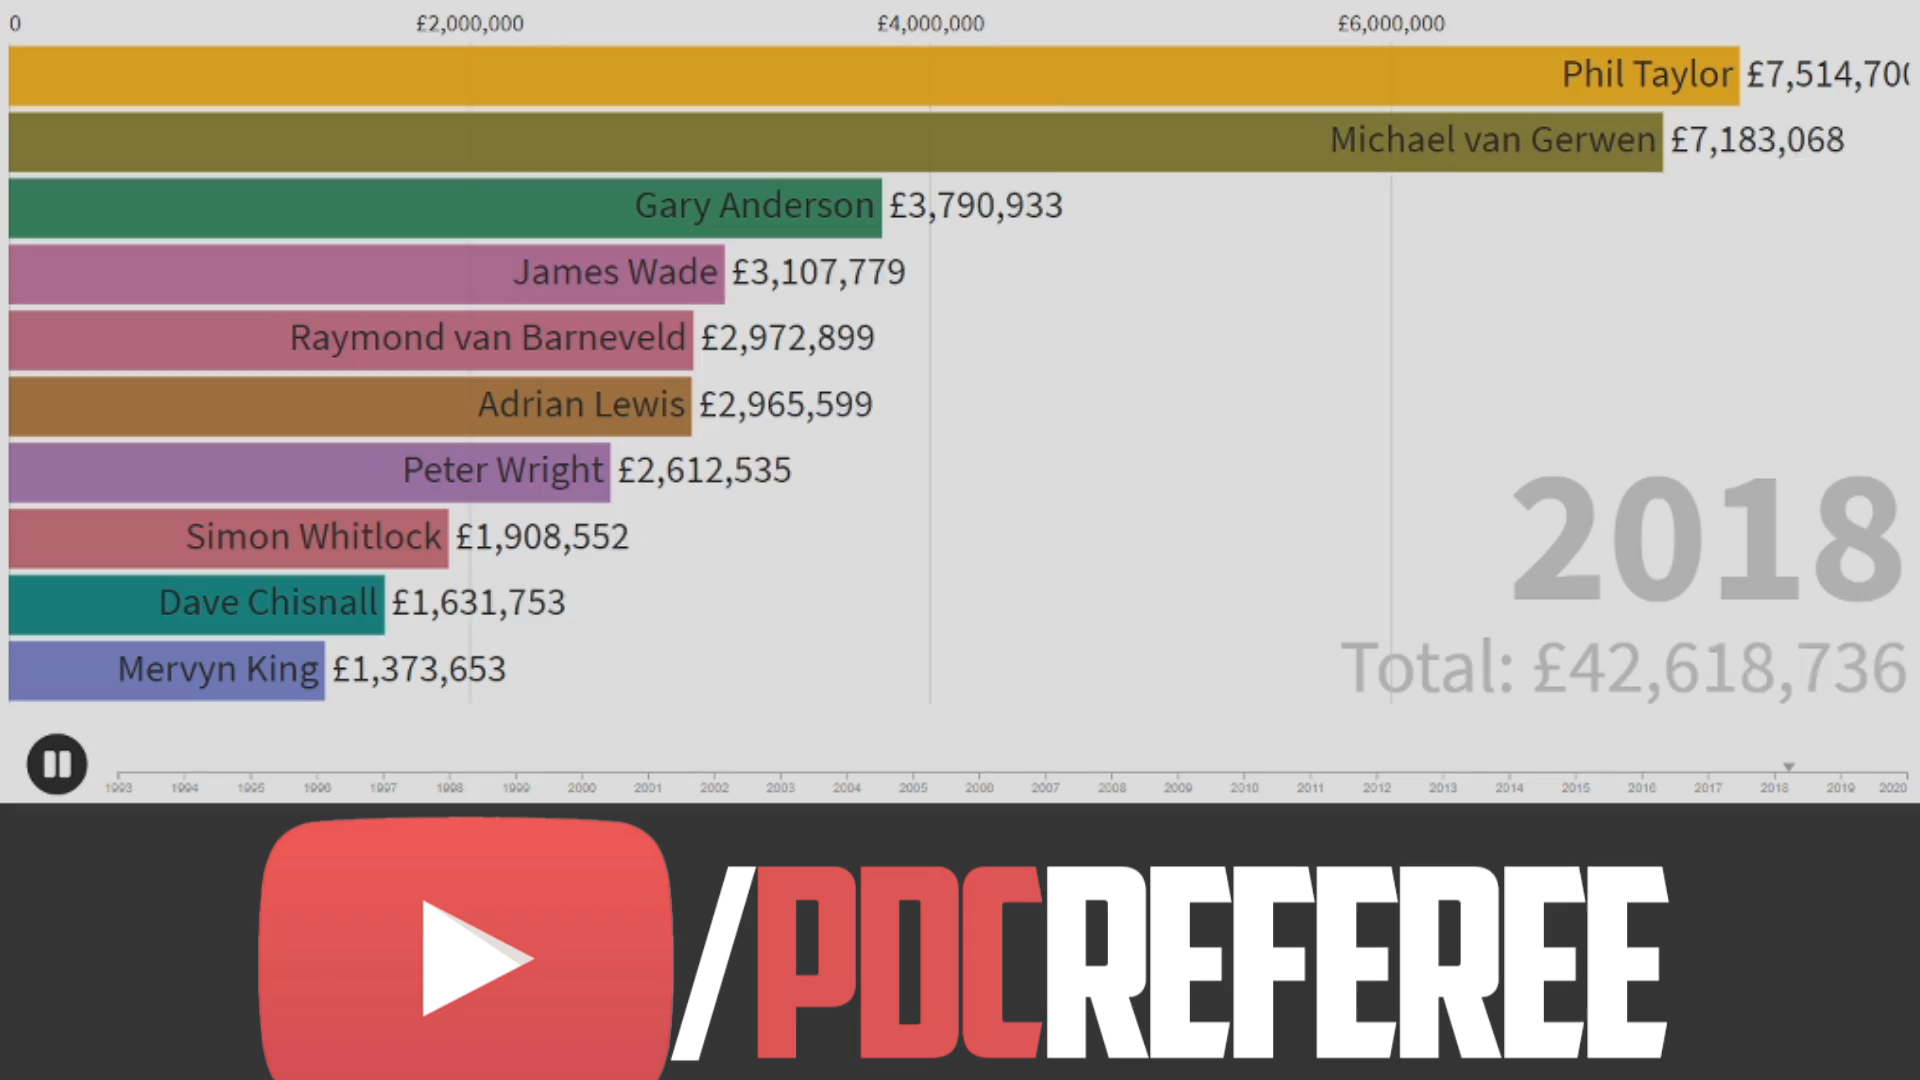 0 £2,000,000 £4,000,000 £6,000,000
Phil Taylor £7,514,70
Michael van Gerwen £7,183,068
Gary Anderson £3,790,933
James Wade £3,107,779
Raymond van Barneveld £2,972,899
Adrian Lewis £2,965,599
Peter Wright £2,612,535
Simon Whitlock £1,908,552
Dave Chisnall £1,631,753
Mervyn King £1,373,653
2018
Total: £42,618,736
1993 1994 1995 1996 1997 1998 1999 2000 2001 2002 2003 2004 2005 2006 2007 2008 2009 2010 2011 2012 2013 2014 2015 2016 2017 2018 2019 2020
/PDCREFEREE